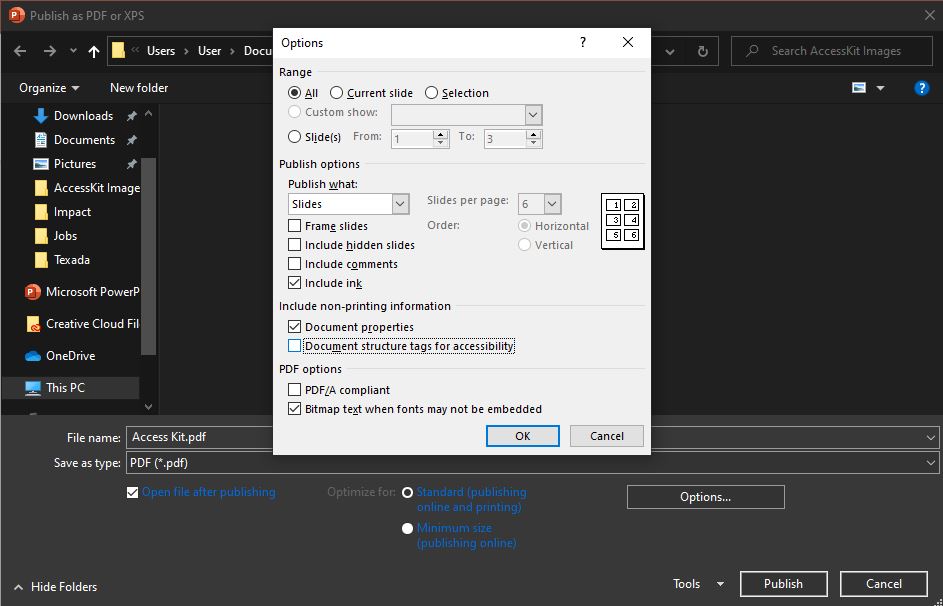 Publish as PDF or XPS
Users > User > Docu
Search AccessKit Images
Organize
New folder
Downloads
Documents
Pictures
AccessKit Image
Impact
Jobs
Texada
Microsoft PowerP
Creative Cloud Fil
OneDrive
This PC
Options
?
Range
All
Current slide
Selection
Custom show:
Slide(s)
From:
1
To:
3
Publish options
Publish what:
Slides
Slides per page:
6
Frame slides
Order:
Horizontal
Vertical
1 2
3 4
5 6
Include hidden slides
Include comments
Include ink
Include non-printing information
Document properties
Document structure tags for accessibility
PDF options
PDF/A compliant
Bitmap text when fonts may not be embedded
OK
Cancel
?
File name:
Access Kit.pdf
Save as type:
PDF (*.pdf)
Open file after publishing
Optimize for:
Standard (publishing
online and printing)
Minimum size
(publishing online)
Options...
Hide Folders
Tools
Publish
Cancel